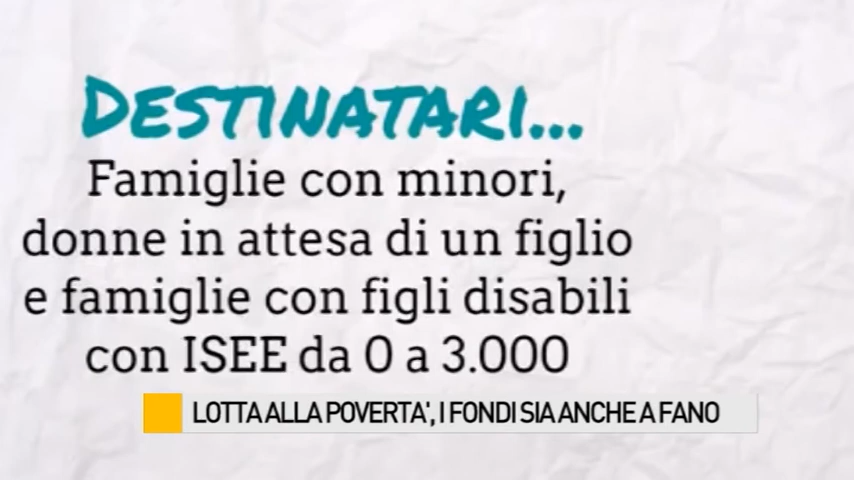 DESTINATARI...
Famiglie con minori,
donne in attesa di un figlio
e famiglie con figli disabili
con ISEE da 0 a 3.000
LOTTA ALLA POVERTA', I FONDI SIA ANCHE A FANO